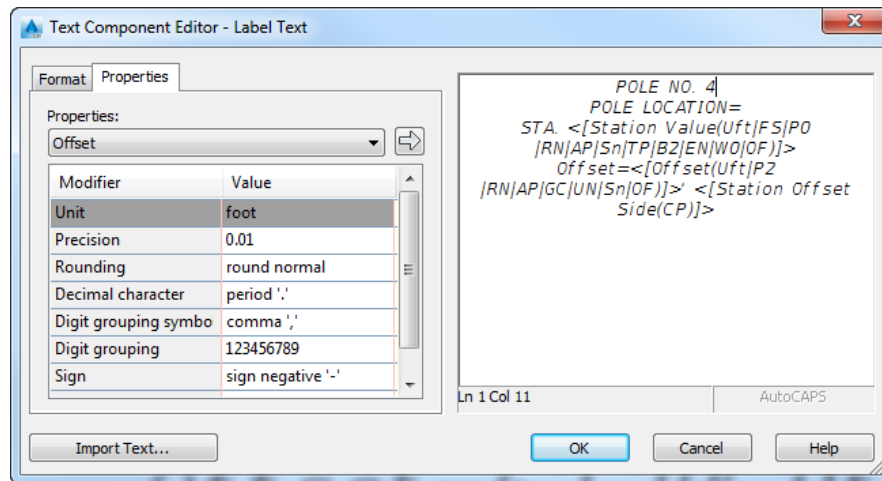 Text Component Editor - Label Text
Format
Properties
Properties:
Offset
Modifier Value
Unit foot
Precision 0.01
Rounding round normal
Decimal character period '.'
Digit grouping symbo comma ','
Digit grouping 123456789
Sign sign negative '-'
POLE NO. 4
POLE LOCATION=
STA. <[Station Value(Uft|FS|P0
|RN|AP|Sn|TP|B2|EN|W0|OF)]>
Offset=<[Offset(Uft|P2
|RN|AP|GC|UN|Sn|OF)]>' <[Station Offset
Side(CP)]>
Ln 1 Col 11
AutoCAPS
Import Text...
OK
Cancel
Help